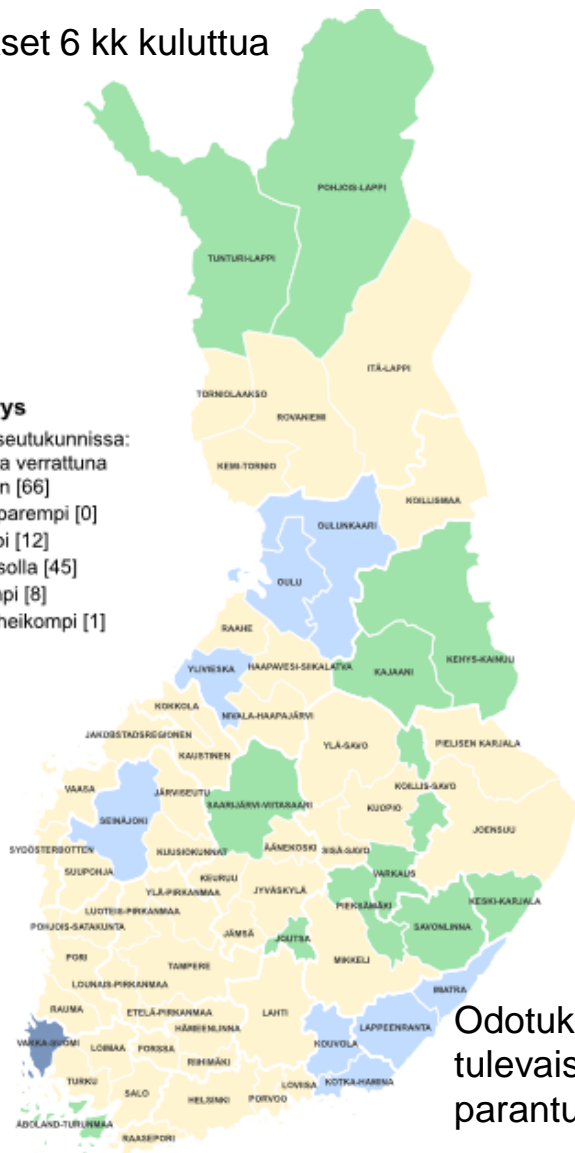 set 6 kk kuluttua
POHJOIS-LAPPI
TUNTURI-LAPPI
ITÄ-LAPPI
TORNIOLAAKSO
ROVANIEMI
KEMI-TORNIO
KOILLISMAA
ys
seutukunnissa:
a verrattuna
n [66]
parempi [0]
pi [12]
solla [45]
npi [8]
heikompi [1]
OULUNKAARI
OULU
RAAHE
YLIVIESKA
HAAPAVESI-SIIKALATVA
KAJAANI
KEHYS-KAINUU
KOKKOLA
NIVALA-HAAPAJÄRVI
JAKOBSTADSREGIONEN
YLÄ-SAVO
PIELISEN KARJALA
KAUSTINEN
VAASA
JÄRVISEUTU
SAARIJÄRVI-VIITASAARI
KOILLIS-SAVO
KUOPIO
SEINÄJOKI
JOENSUU
SYDÖSTERBOTTEN
KUUSIOKUNNAT
ÄÄNEKOSKI
SISÄ-SAVO
SUUPOHJA
KEURUU
VARKAUS
YLÄ-PIRKANMAA
JYVÄSKYLÄ
PIEKSÄMÄKI
KESKI-KARJALA
LUOTEIS-PIRKANMAA
POHJOIS-SATAKUNTA
JÄMSÄ
JOUTSA
SAVONLINNA
PORI
TAMPERE
MIKKELI
LOUNAIS-PIRKANMAA
IMATRA
RAUMA
ETELÄ-PIRKANMAA
LAHTI
HÄMEENLINNA
LAPPEENRANTA
VAKKA-SUOMI
LOIMAA
FORSSA
KOUVOLA
RIIHIMÄKI
TURKU
SALO
HELSINKI
PORVOO
LOVIISA
KOTKA-HAMINA
ÅBOLAND-TURUNMAA
RAASEPORI
Odotuk
tulevais
parantu